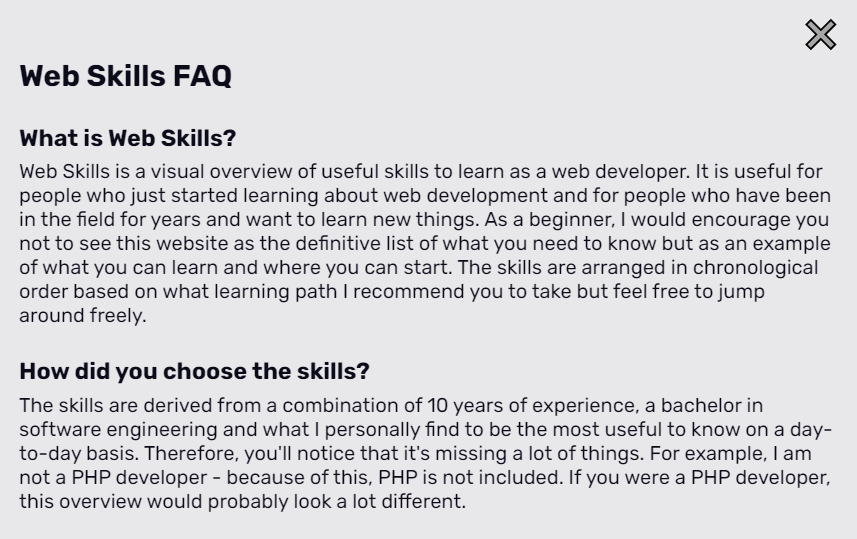 Web Skills FAQ
What is Web Skills?
Web Skills is a visual overview of useful skills to learn as a web developer. It is useful for
people who just started learning about web development and for people who have been
in the field for years and want to learn new things. As a beginner, I would encourage you
not to see this website as the definitive list of what you need to know but as an example
of what you can learn and where you can start. The skills are arranged in chronological
order based on what learning path I recommend you to take but feel free to jump
around freely.
How did you choose the skills?
The skills are derived from a combination of 10 years of experience, a bachelor in
software engineering and what I personally find to be the most useful to know on a day-
to-day basis. Therefore, you'll notice that it's missing a lot of things. For example, I am
not a PHP developer - because of this, PHP is not included. If you were a PHP developer,
this overview would probably look a lot different.